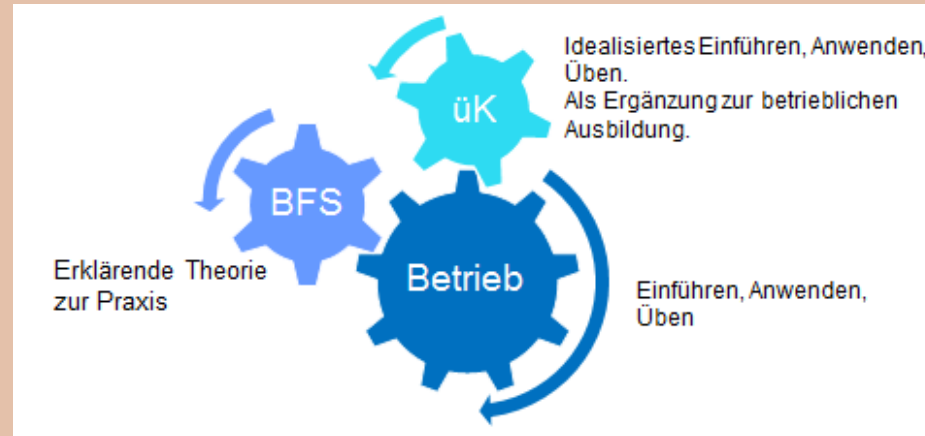 Idealisiertes Einführen, Anwenden,
Üben.
Als Ergänzung zur betrieblichen
Ausbildung.
üK
BFS
Erklärende Theorie
zur Praxis
Betrieb
Einführen, Anwenden,
Üben